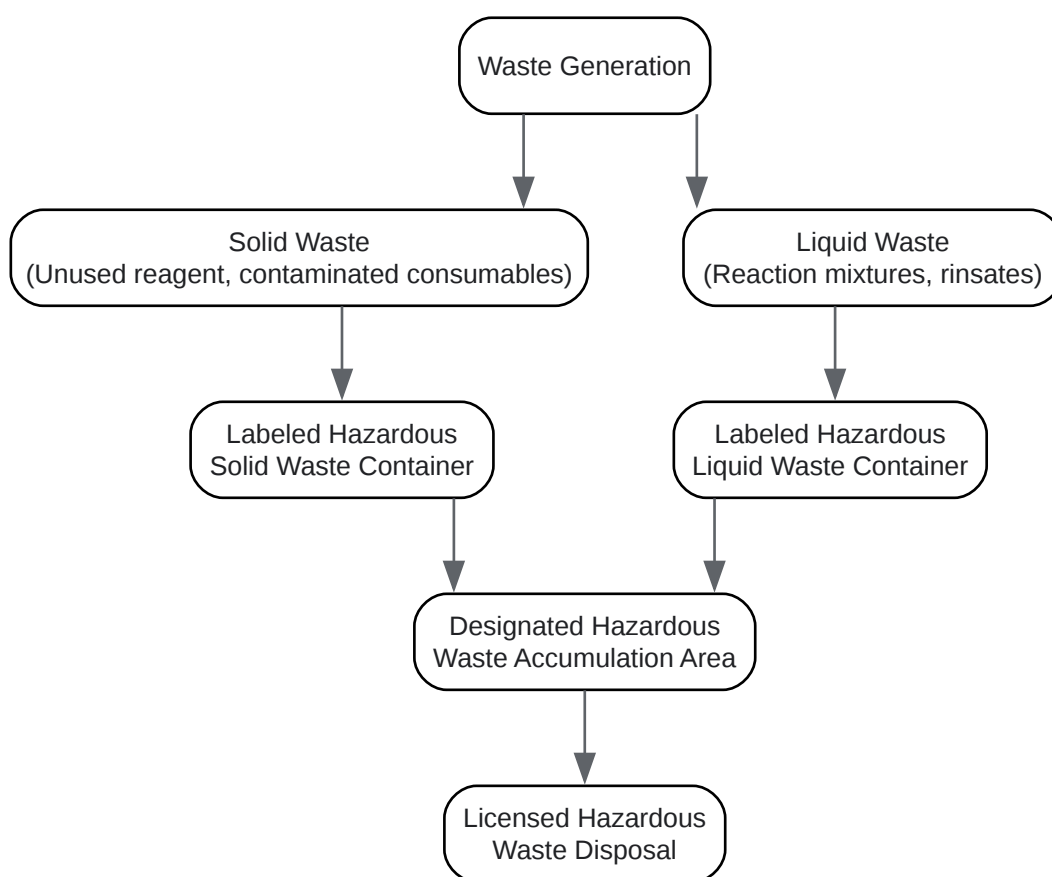 Waste Generation
Solid Waste
(Unused reagent, contaminated consumables)
Liquid Waste
(Reaction mixtures, rinsates)
Labeled Hazardous
Solid Waste Container
Labeled Hazardous
Liquid Waste Container
Designated Hazardous
Waste Accumulation Area
Licensed Hazardous
Waste Disposal